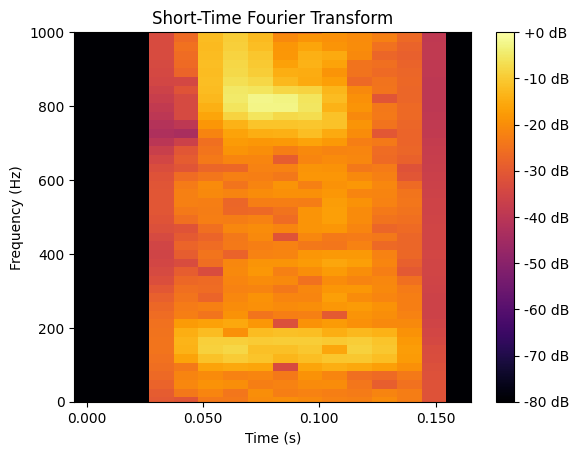 Short-Time Fourier Transform
Frequency (Hz)
1000
800
600
400
200
0
0.000
0.050
0.100
0.150
Time (s)
+0 dB
-10 dB
-20 dB
-30 dB
-40 dB
-50 dB
-60 dB
-70 dB
-80 dB